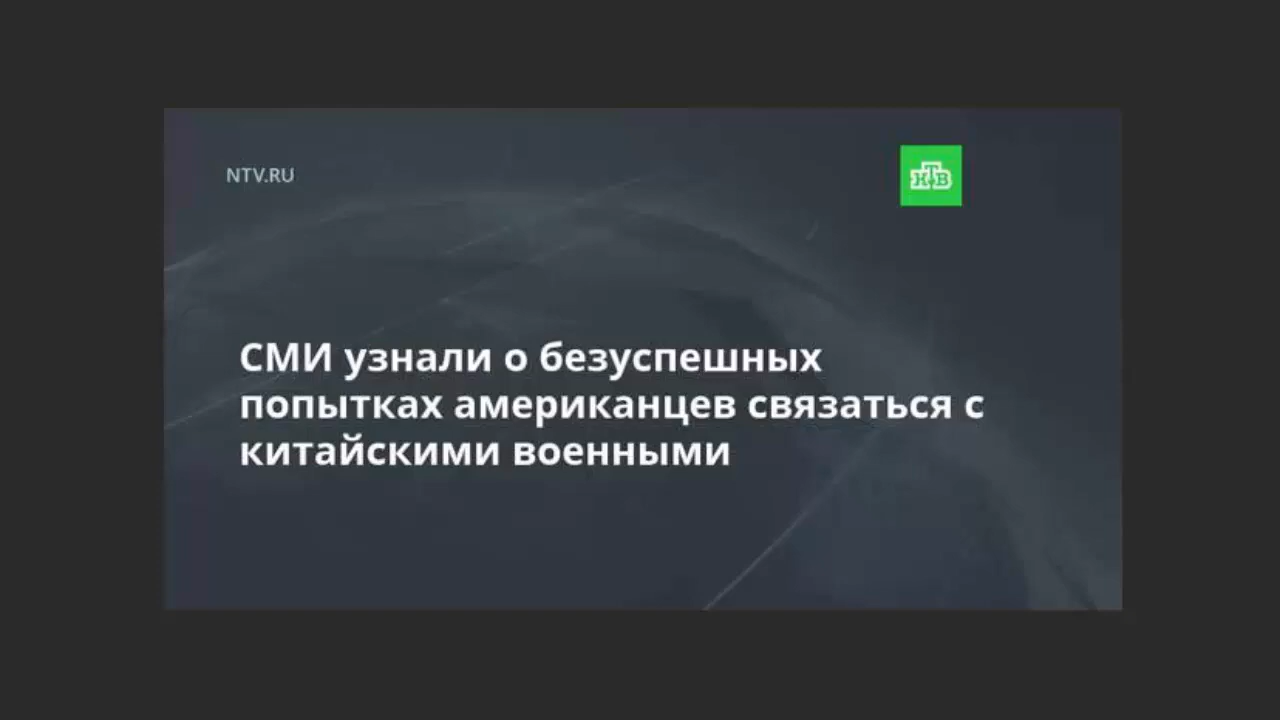 NTV.RU
НТВ
СМИ узнали о безуспешных
попытках американцев связаться с
китайскими военными